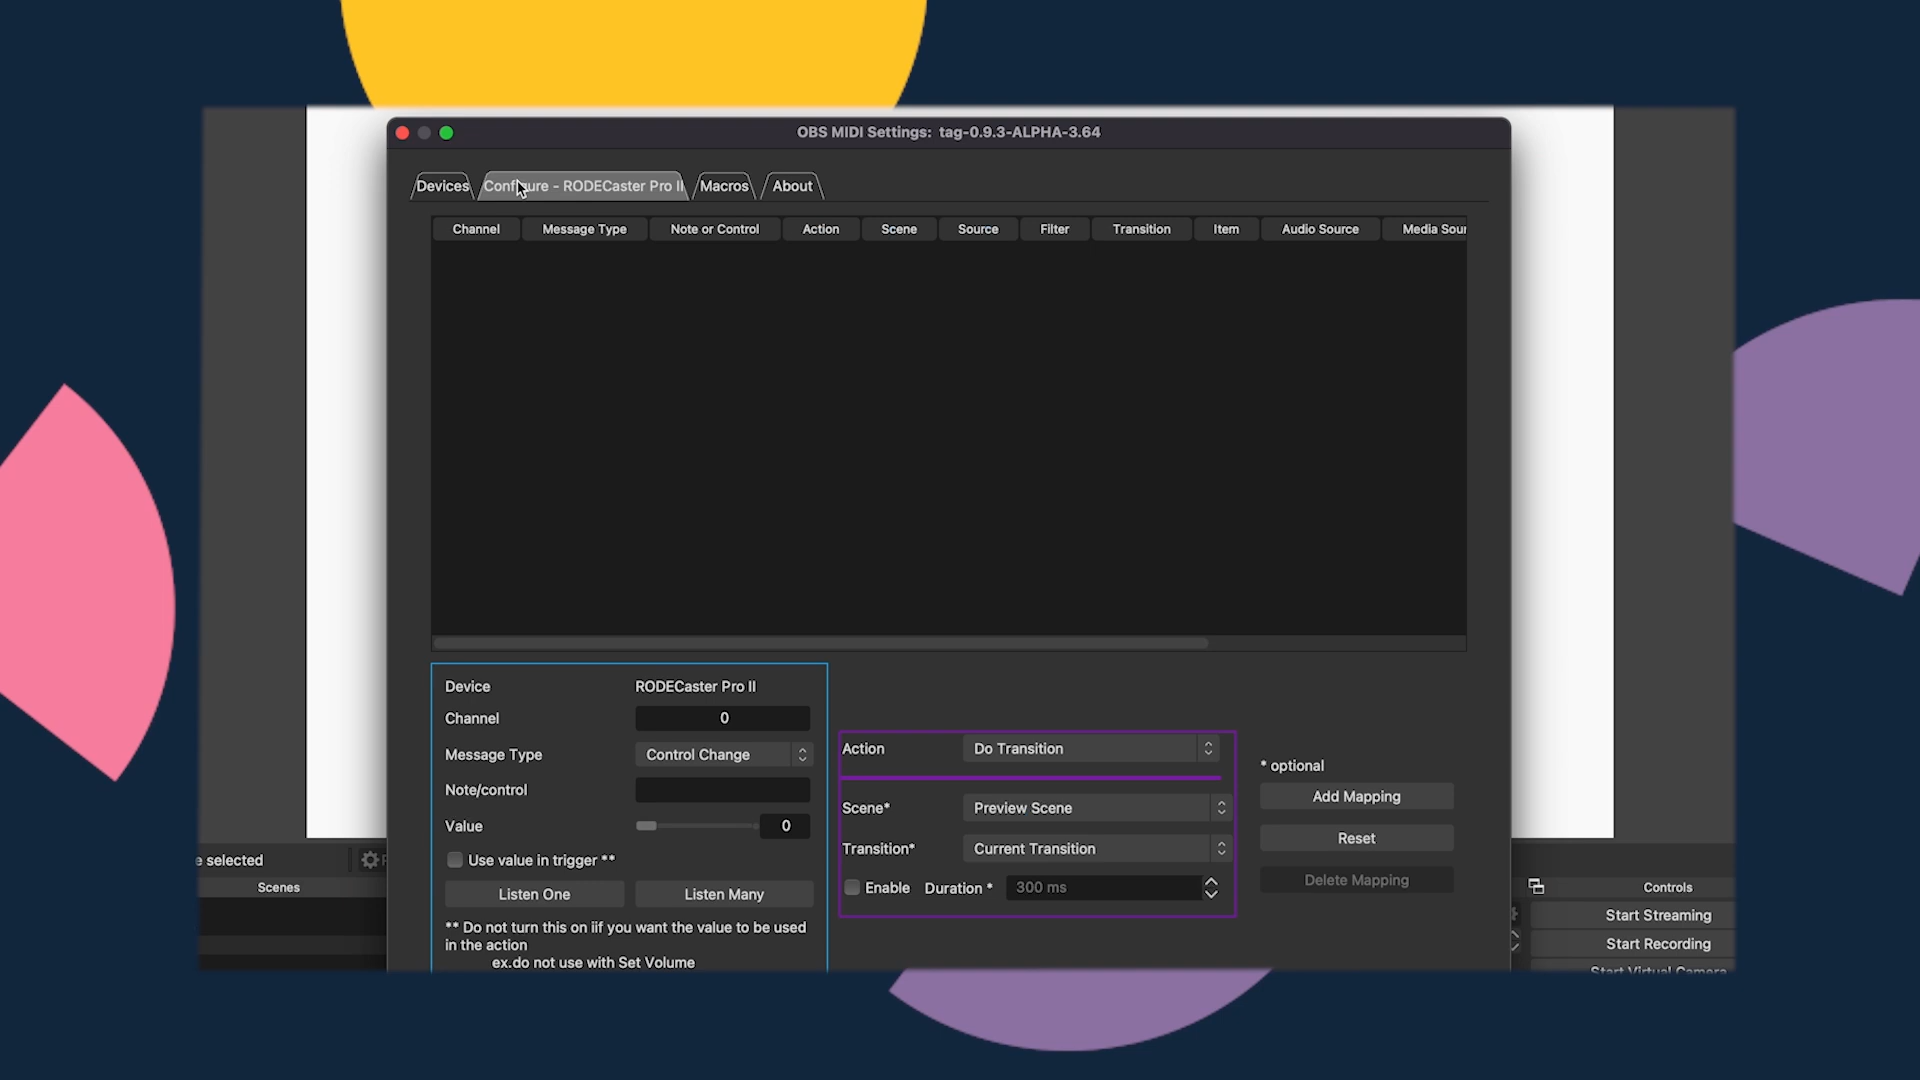 OBS MIDI Settings: tag-0.9.3-ALPHA-3.64
Devices
Configure - RODECaster Pro II
Macros
About
Channel
Message Type
Note or Control
Action
Scene
Source
Filter
Transition
Item
Audio Source
Media Sour
Device
RODECaster Pro II
Channel
0
Message Type
Control Change
Note/control
Value
0
Use value in trigger **
Listen One
Listen Many
** Do not turn this on iif you want the value to be used
in the action
ex.do not use with Set Volume
Action
Do Transition
Scene*
Preview Scene
Transition*
Current Transition
Enable
Duration *
300 ms
* optional
Add Mapping
Reset
Delete Mapping
e selected
Scenes
Controls
Start Streaming
Start Recording
Start Virtual Camera